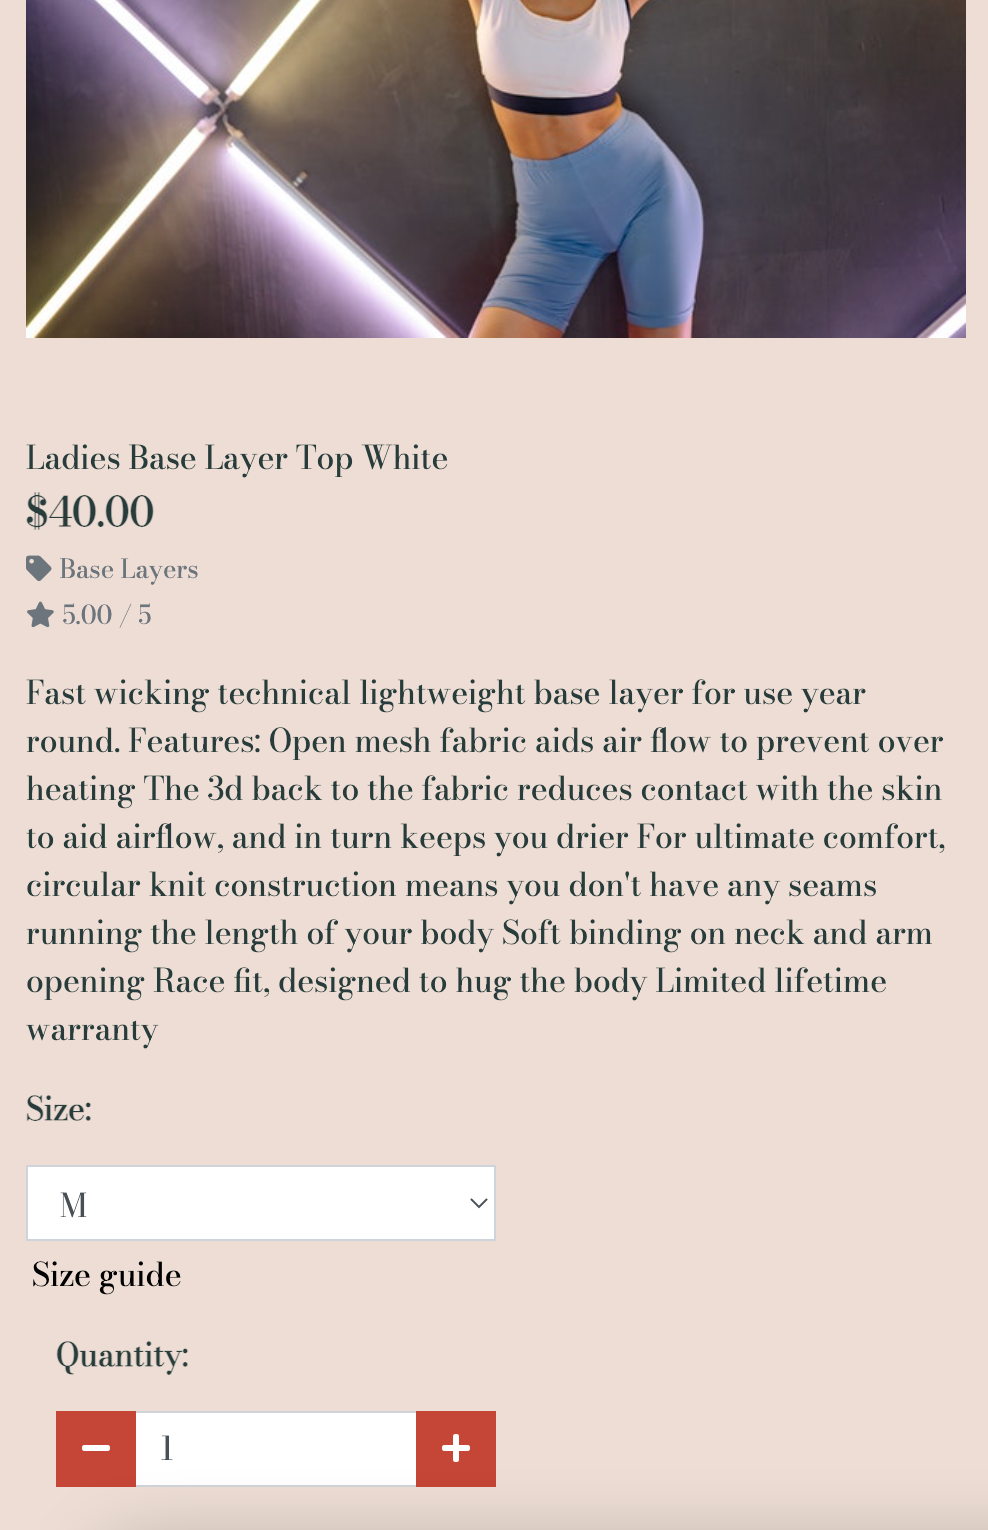 Ladies Base Layer Top White
$40.00
Base Layers
5.00 / 5
Fast wicking technical lightweight base layer for use year
round. Features: Open mesh fabric aids air flow to prevent over
heating The 3d back to the fabric reduces contact with the skin
to aid airflow, and in turn keeps you drier For ultimate comfort,
circular knit construction means you don't have any seams
running the length of your body Soft binding on neck and arm
opening Race fit, designed to hug the body Limited lifetime
warranty
Size:
M
Size guide
Quantity:
1